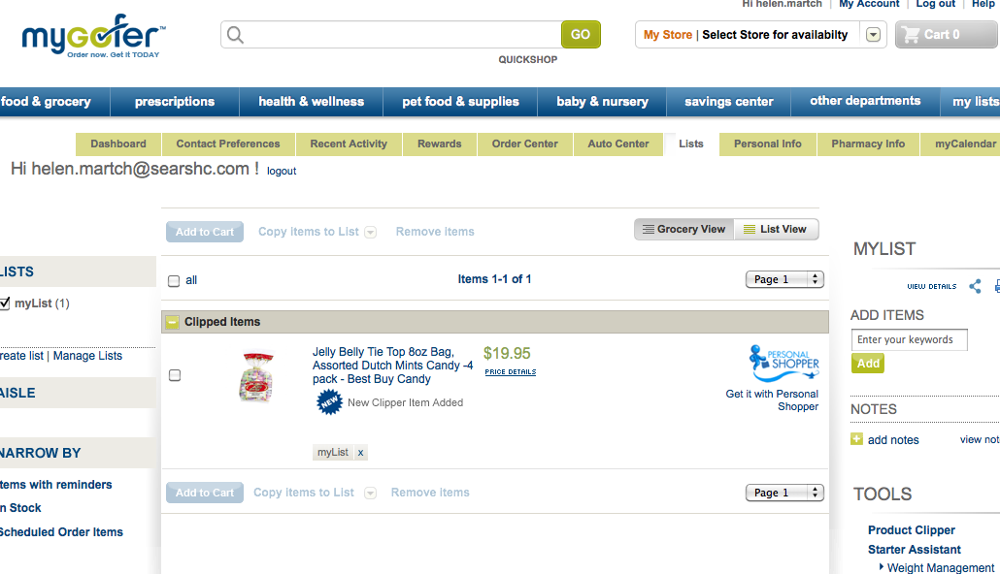 Hi helen.martch | My Account | Log out | Help
mygofer™
Order now. Get it TODAY
GO
QUICKSHOP
My Store | Select Store for availabilty
Cart 0
food & grocery
prescriptions
health & wellness
pet food & supplies
baby & nursery
savings center
other departments
my lists
Dashboard
Contact Preferences
Recent Activity
Rewards
Order Center
Auto Center
Lists
Personal Info
Pharmacy Info
myCalendar
Hi helen.martch@searshc.com ! logout
LISTS
myList (1)
reate list | Manage Lists
AISLE
NARROW BY
tems with reminders
n Stock
Scheduled Order Items
Add to Cart
Copy Items to List
Remove Items
Grocery View
List View
all
Items 1-1 of 1
Page 1
Clipped Items
Jelly Belly Tie Top 8oz Bag,
Assorted Dutch Mints Candy -4
pack - Best Buy Candy
NEW New Clipper Item Added
$19.95
PRICE DETAILS
PERSONAL
SHOPPER
Get it with Personal
Shopper
myList x
Add to Cart
Copy Items to List
Remove Items
Page 1
MYLIST
VIEW DETAILS
ADD ITEMS
Enter your keywords
Add
NOTES
add notes
view not
TOOLS
Product Clipper
Starter Assistant
Weight Management